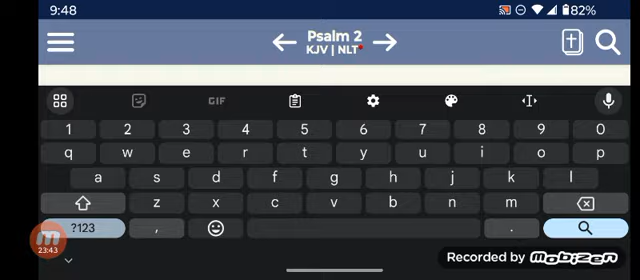 9:48 82%
Psalm 2
KJV | NLT
GIF
1 2 3 4 5 6 7 8 9 0
q w e r t y u i o p
a s d f g h j k l
z x c v b n m
?123 , .
23:43
Recorded by mobizen